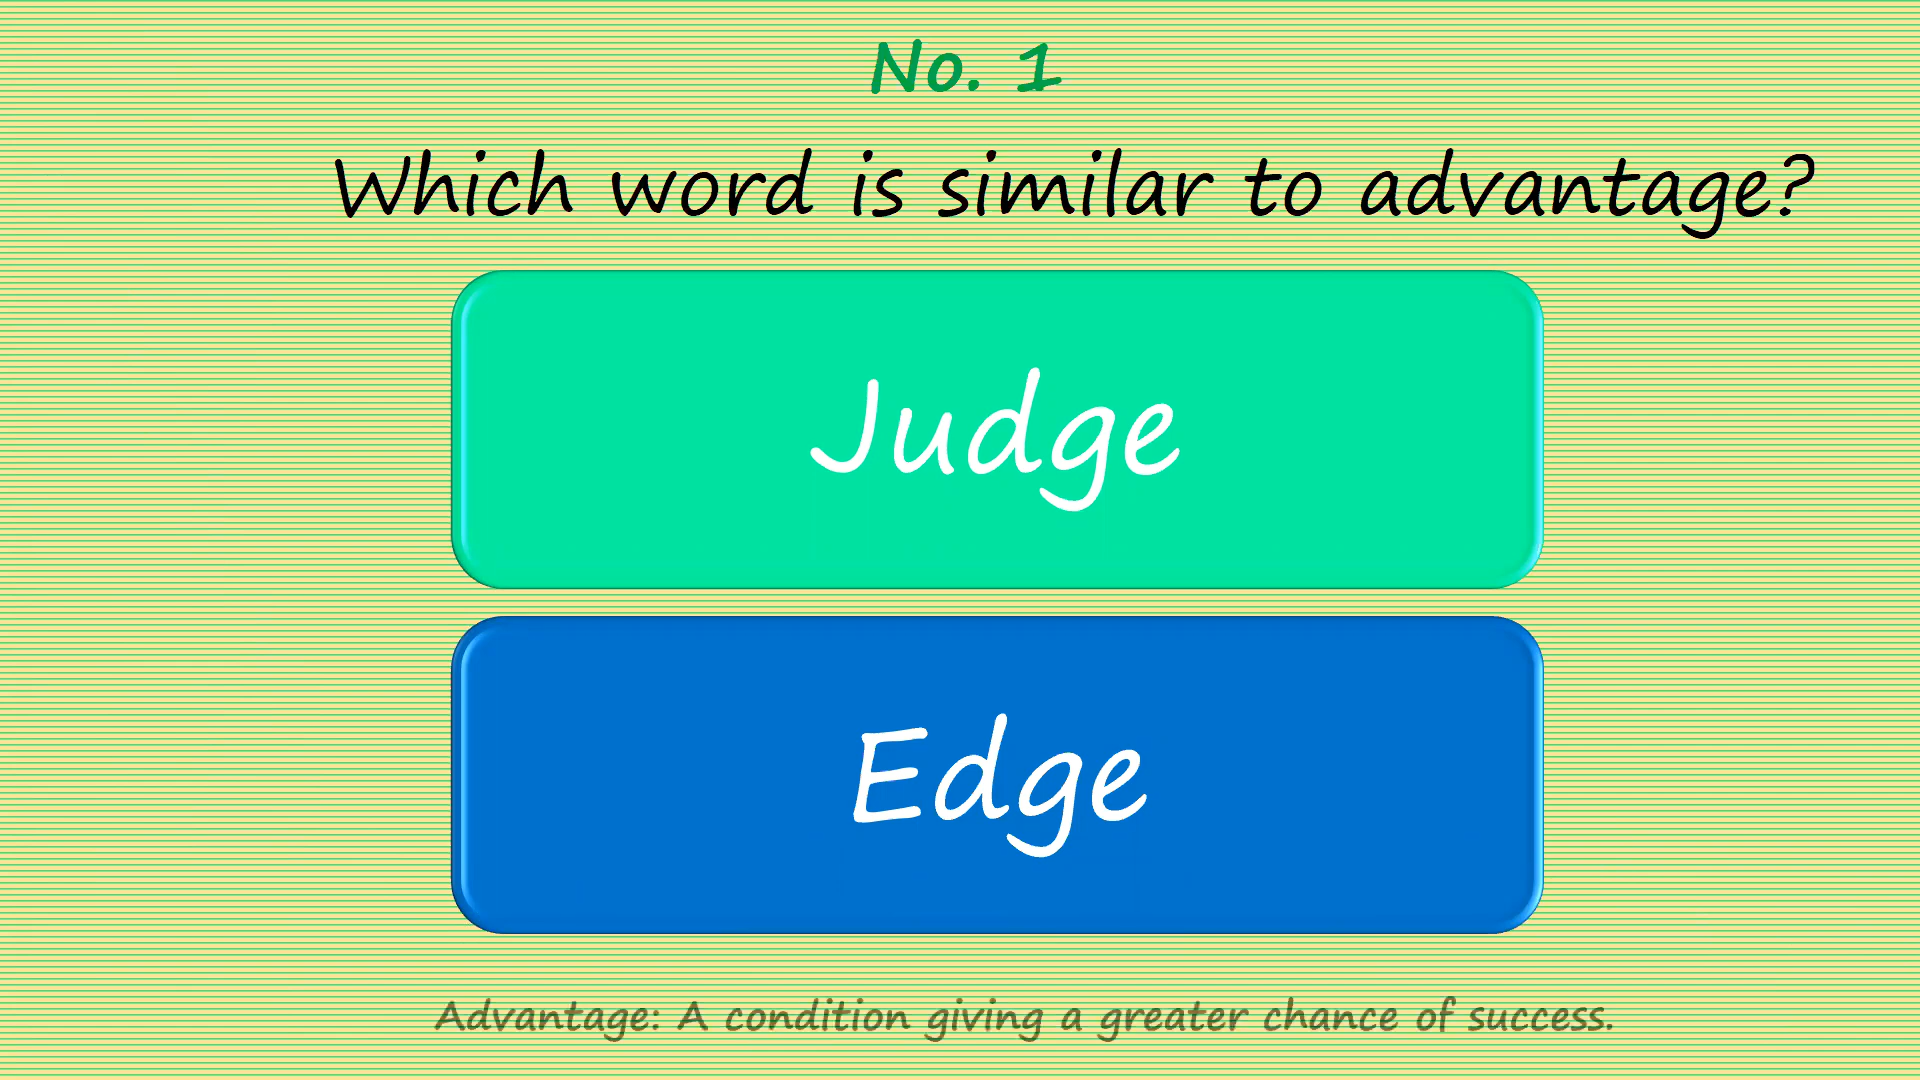 No. 1
Which word is similar to advantage?
Judge
Edge
Advantage: A condition giving a greater chance of success.